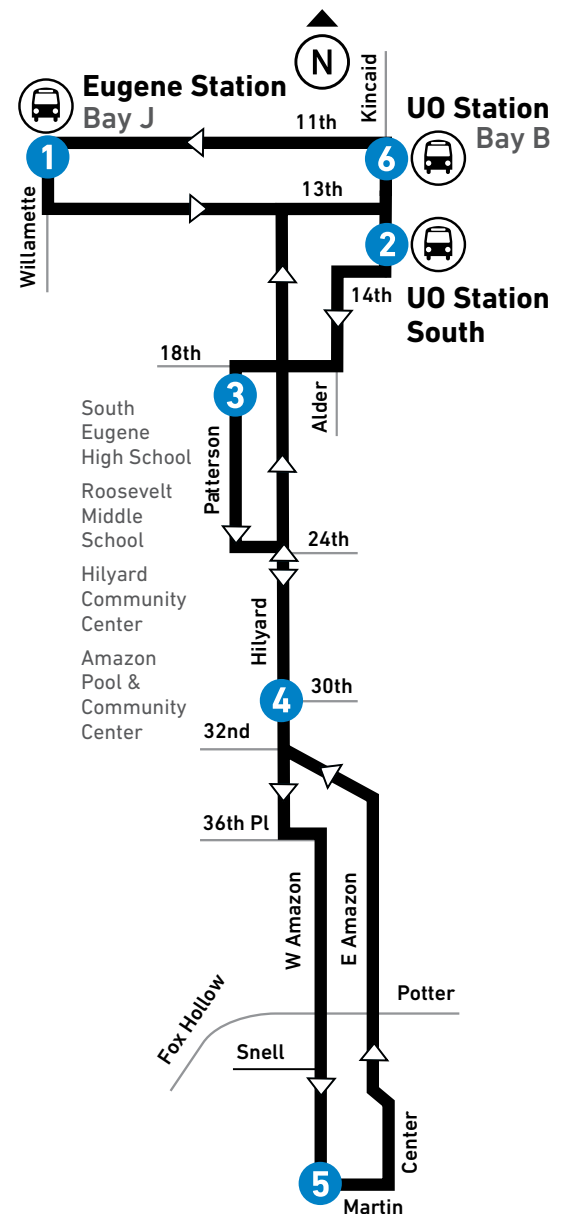 N
Eugene Station
Bay J
Kincaid
UO Station
Bay B
11th
1
6
13th
Willamette
2
14th
UO Station
South
18th
3
Alder
South
Eugene
High School
Patterson
Roosevelt
Middle
School
24th
Hilyard
Community
Center
Hilyard
Amazon
Pool &
Community
Center
4
30th
32nd
36th Pl
W Amazon
E Amazon
Potter
Fox Hollow
Snell
Center
5
Martin